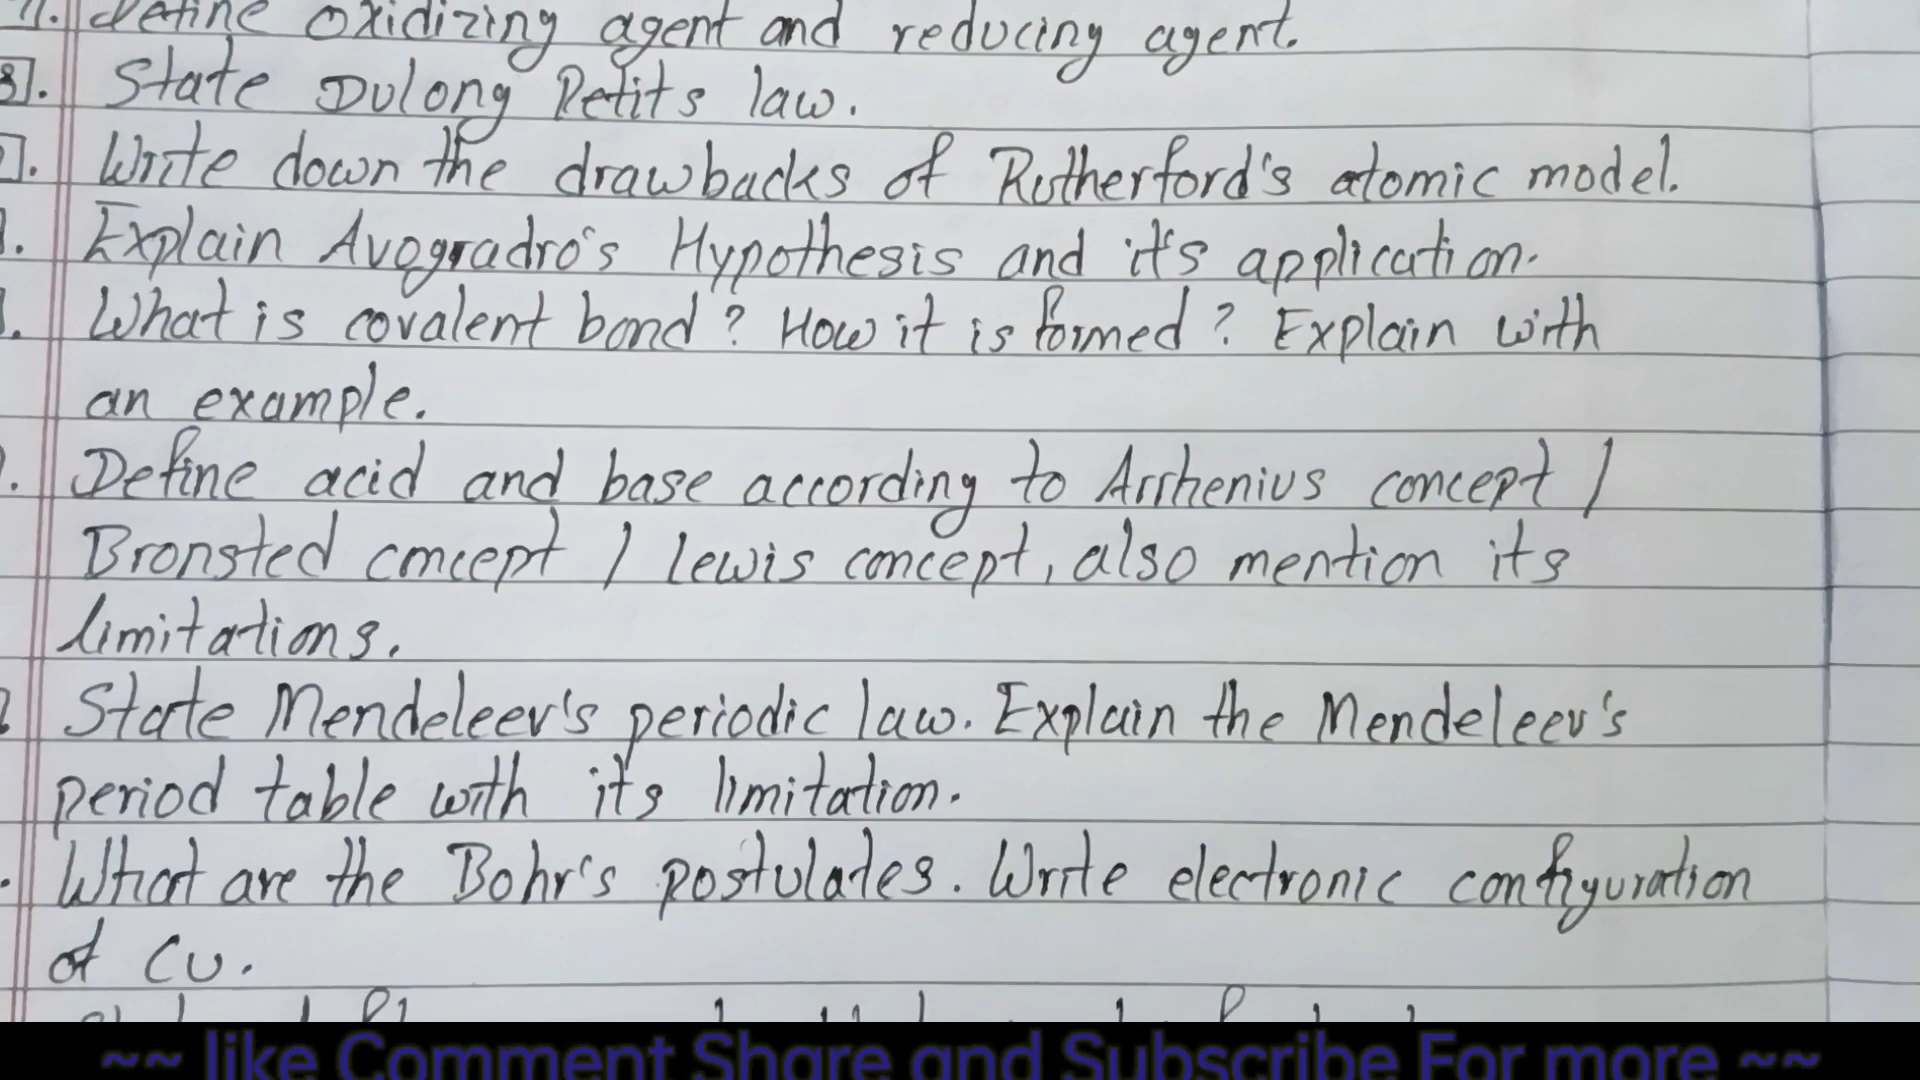 define oxidizing agent and reducing agent.
8]. State Dulong Petit's law.
]. Write down the drawbacks of Rutherford's atomic model.
. Explain Avogradro's Hypothesis and it's application.
. What is covalent bond? How it is formed? Explain with
an example.
. Define acid and base according to Arrhenius concept /
Bronsted cmcept / lewis concept, also mention its
limitations.
State Mendeleev's periodic law. Explain the Mendeleev's
period table with its limitation.
. What are the Bohr's postulates. Write electronic configuration
of Cu.
~~ like Comment Share and Subscribe For more ~~